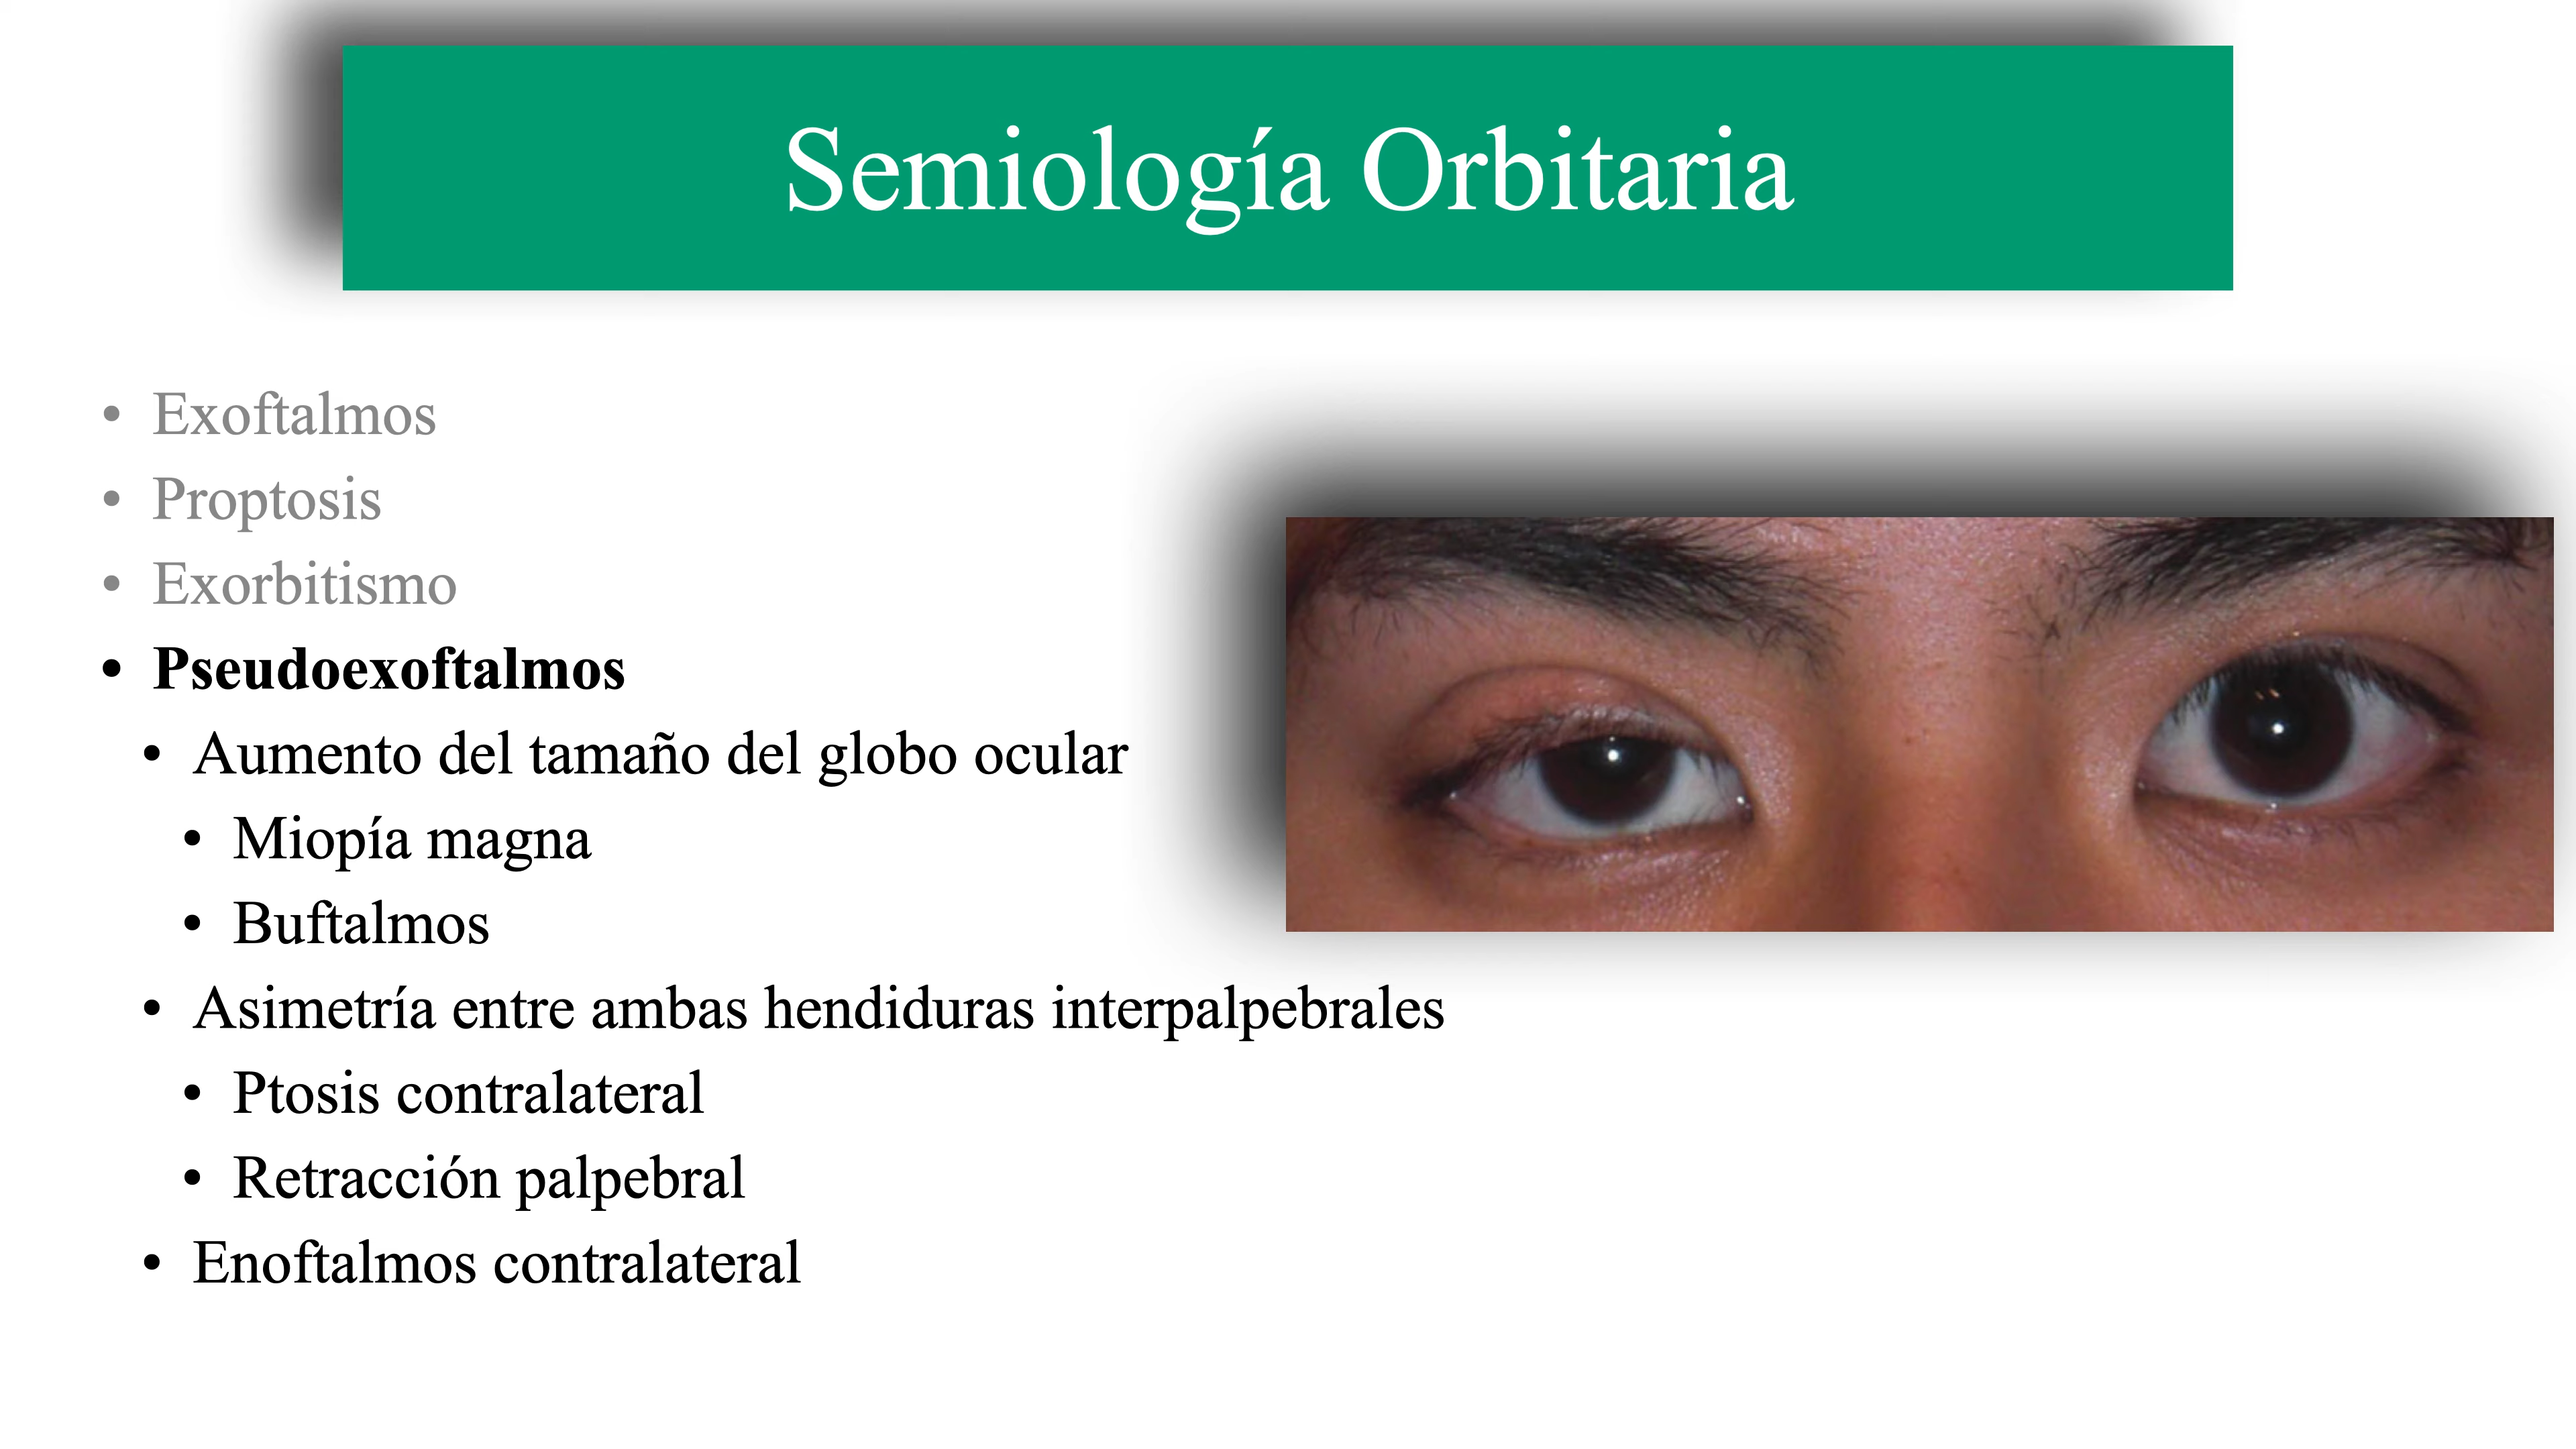 Semiología Orbitaria
• Exoftalmos
• Proptosis
• Exorbitismo
• Pseudoexoftalmos
• Aumento del tamaño del globo ocular
• Miopía magna
• Buftalmos
• Asimetría entre ambas hendiduras interpalpebrales
• Ptosis contralateral
• Retracción palpebral
• Enoftalmos contralateral